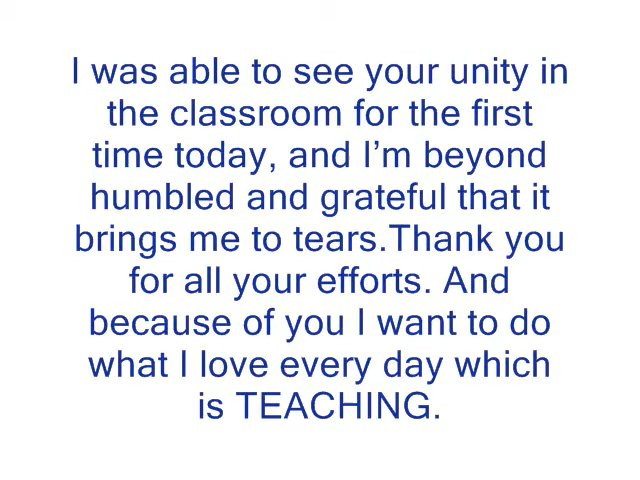 I was able to see your unity in
the classroom for the first
time today, and I’m beyond
humbled and grateful that it
brings me to tears.Thank you
for all your efforts. And
because of you I want to do
what I love every day which
is TEACHING.